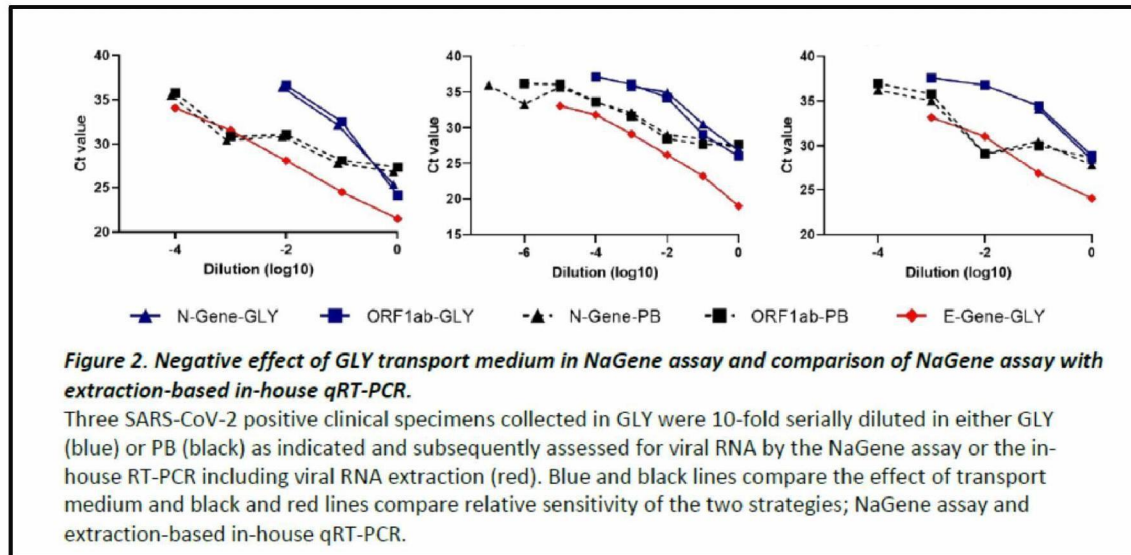 40
35
30
25
20
Ct value
-4
-2
0
Dilution (log10)
40
35
30
25
20
15
Ct value
-6
-4
-2
0
Dilution (log10)
40
35
30
25
20
Ct value
-4
-2
0
Dilution (log10)
N-Gene-GLY
ORF1ab-GLY
N-Gene-PB
ORF1ab-PB
E-Gene-GLY
Figure 2. Negative effect of GLY transport medium in NaGene assay and comparison of NaGene assay with
extraction-based in-house qRT-PCR.
Three SARS-CoV-2 positive clinical specimens collected in GLY were 10-fold serially diluted in either GLY
(blue) or PB (black) as indicated and subsequently assessed for viral RNA by the NaGene assay or the in-
house RT-PCR including viral RNA extraction (red). Blue and black lines compare the effect of transport
medium and black and red lines compare relative sensitivity of the two strategies; NaGene assay and
extraction-based in-house qRT-PCR.